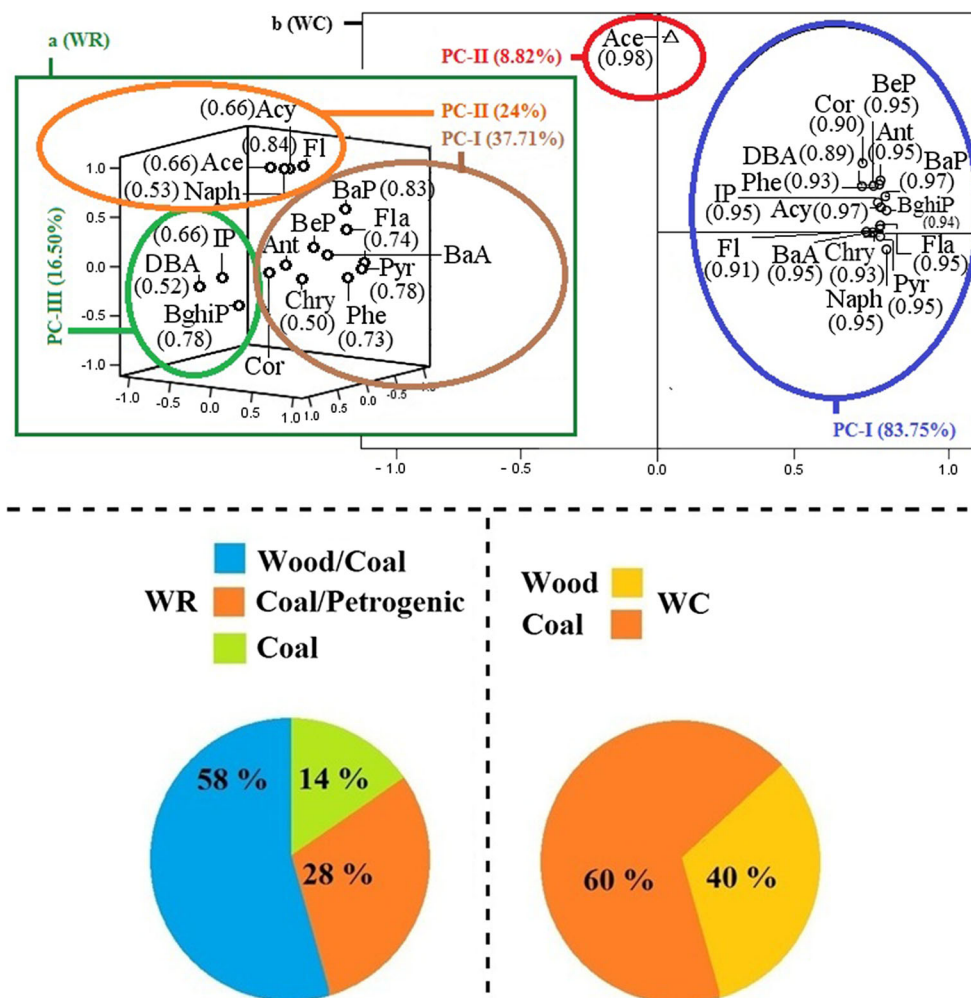 b (WC)
a (WR)
Ace
(0.98)
PC-II (8.82%)
PC-II (24%)
PC-I (37.71%)
(0.66) Acy
(0.84) Fl
(0.66) Ace
(0.53) Naph
BaP (0.83)
Fla
(0.74)
BeP
BaA
Ant
(0.66) IP
DBA
(0.52)
BghiP
(0.78)
Pyr
(0.78)
Chry
(0.50)
Phe
(0.73)
Cor
PC-III (16.50%)
1.0
0.5
0.0
-0.5
-1.0
-1.0
-0.5
0.0
0.5
1.0
1.0
0.5
0.0
-0.5
-1.0
BeP
(0.95)
Cor
(0.90)
Ant
(0.95)
DBA (0.89)
BaP
(0.97)
Phe (0.93)
IP
(0.95)
Acy (0.97)
BghiP
(0.94)
Fl
(0.91)
BaA
(0.95)
Chry
(0.93)
Fla
(0.95)
Naph
(0.95)
Pyr
(0.95)
PC-I (83.75%)
- 1.0
- 0.5
0.0
0.5
1.0
WR
Wood/Coal
Coal/Petrogenic
Coal
Wood
Coal
WC
58 %
14 %
28 %
60 %
40 %